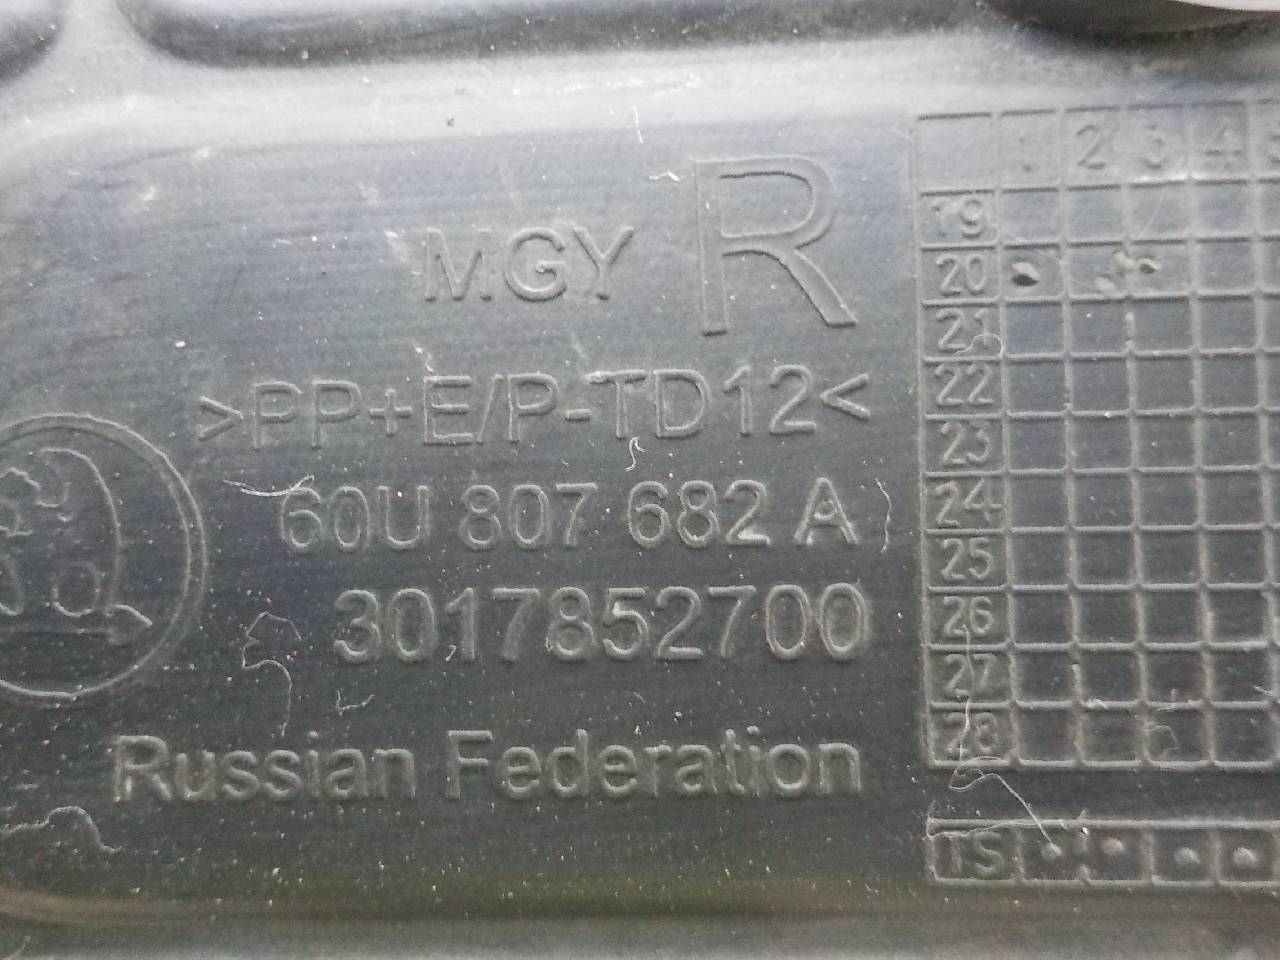 MGY R
>PP+E/P-TD12<
60U 807 682 A
3017852700
Russian Federation
1 2 3 4
19
20
21
22
23
24
25
26
27
28
TS